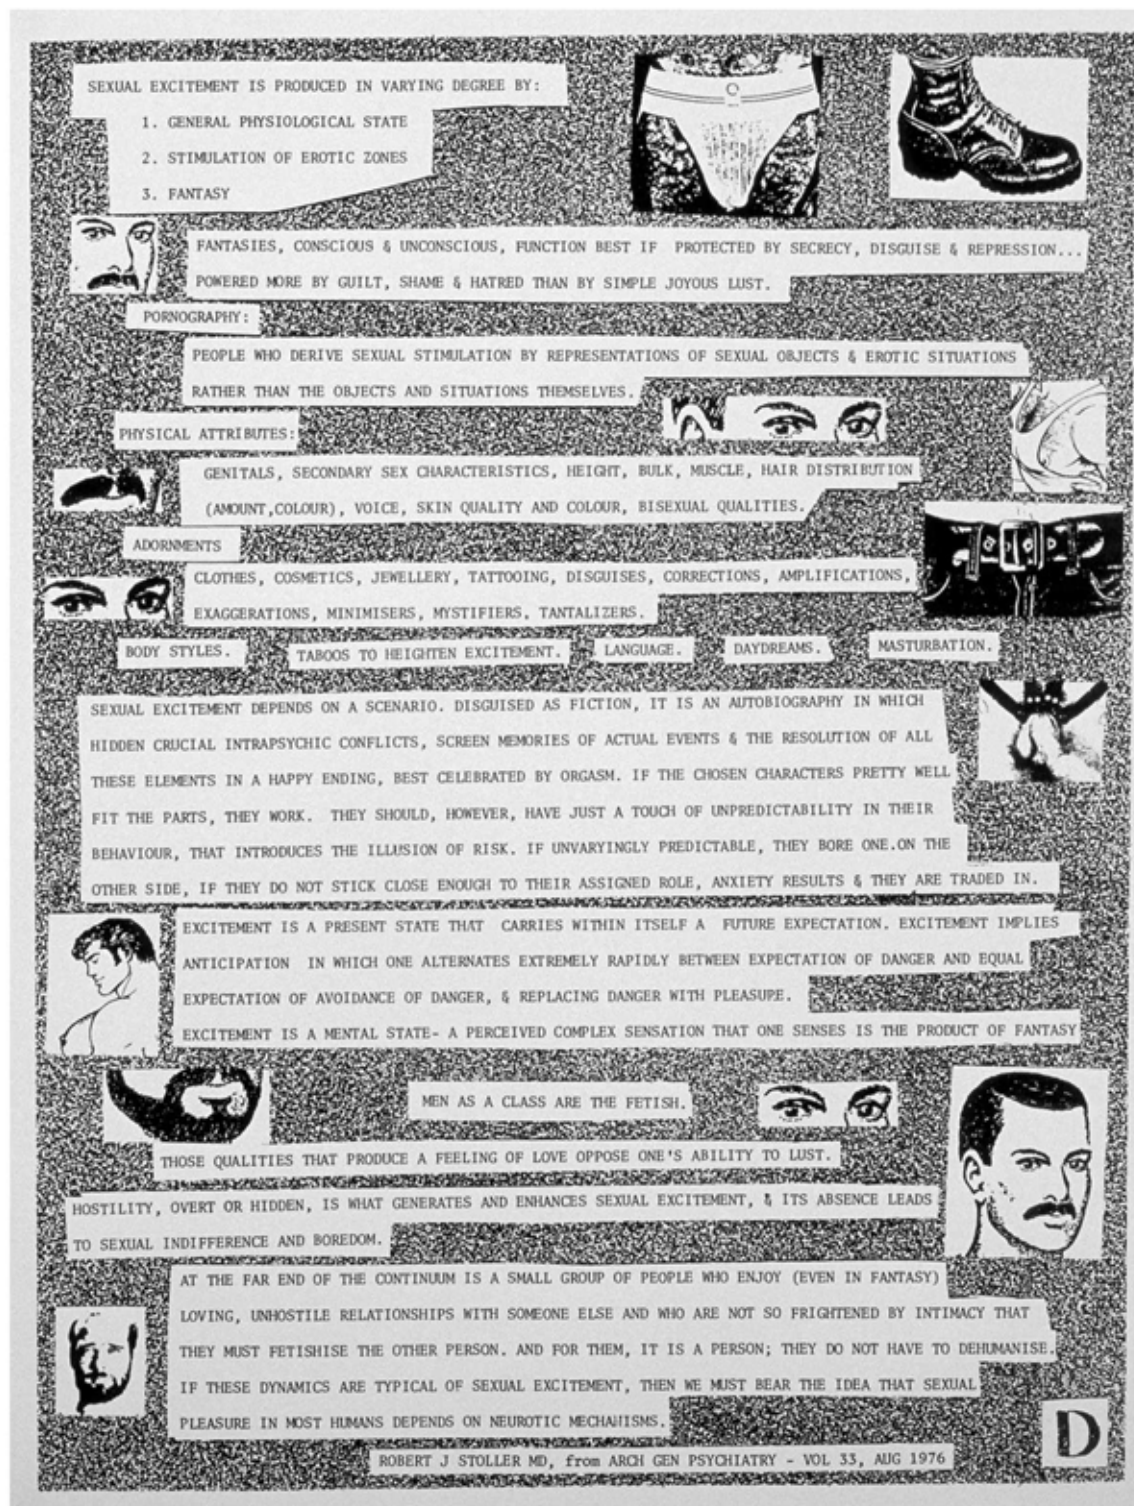 SEXUAL EXCITEMENT IS PRODUCED IN VARYING DEGREE BY:
1. GENERAL PHYSIOLOGICAL STATE
2. STIMULATION OF EROTIC ZONES
3. FANTASY
FANTASIES, CONSCIOUS & UNCONSCIOUS, FUNCTION BEST IF PROTECTED BY SECRECY, DISGUISE & REPRESSION...
POWERED MORE BY GUILT, SHAME & HATRED THAN BY SIMPLE JOYOUS LUST.
PORNOGRAPHY:
PEOPLE WHO DERIVE SEXUAL STIMULATION BY REPRESENTATIONS OF SEXUAL OBJECTS & EROTIC SITUATIONS
RATHER THAN THE OBJECTS AND SITUATIONS THEMSELVES.
PHYSICAL ATTRIBUTES:
GENITALS, SECONDARY SEX CHARACTERISTICS, HEIGHT, BULK, MUSCLE, HAIR DISTRIBUTION
(AMOUNT,COLOUR), VOICE, SKIN QUALITY AND COLOUR, BISEXUAL QUALITIES.
ADORNMENTS
CLOTHES, COSMETICS, JEWELLERY, TATTOOING, DISGUISES, CORRECTIONS, AMPLIFICATIONS,
EXAGGERATIONS, MINIMISERS, MYSTIFIERS, TANTALIZERS.
BODY STYLES. TABOOS TO HEIGHTEN EXCITEMENT. LANGUAGE. DAYDREAMS. MASTURBATION.
SEXUAL EXCITEMENT DEPENDS ON A SCENARIO. DISGUISED AS FICTION, IT IS AN AUTOBIOGRAPHY IN WHICH
HIDDEN CRUCIAL INTRAPSYCHIC CONFLICTS, SCREEN MEMORIES OF ACTUAL EVENTS & THE RESOLUTION OF ALL
THESE ELEMENTS IN A HAPPY ENDING, BEST CELEBRATED BY ORGASM. IF THE CHOSEN CHARACTERS PRETTY WELL
FIT THE PARTS, THEY WORK. THEY SHOULD, HOWEVER, HAVE JUST A TOUCH OF UNPREDICTABILITY IN THEIR
BEHAVIOUR, THAT INTRODUCES THE ILLUSION OF RISK. IF UNVARYINGLY PREDICTABLE, THEY BORE ONE.ON THE
OTHER SIDE, IF THEY DO NOT STICK CLOSE ENOUGH TO THEIR ASSIGNED ROLE, ANXIETY RESULTS & THEY ARE TRADED IN.
EXCITEMENT IS A PRESENT STATE THAT CARRIES WITHIN ITSELF A FUTURE EXPECTATION. EXCITEMENT IMPLIES
ANTICIPATION IN WHICH ONE ALTERNATES EXTREMELY RAPIDLY BETWEEN EXPECTATION OF DANGER AND EQUAL
EXPECTATION OF AVOIDANCE OF DANGER, & REPLACING DANGER WITH PLEASURE.
EXCITEMENT IS A MENTAL STATE- A PERCEIVED COMPLEX SENSATION THAT ONE SENSES IS THE PRODUCT OF FANTASY
MEN AS A CLASS ARE THE FETISH.
THOSE QUALITIES THAT PRODUCE A FEELING OF LOVE OPPOSE ONE'S ABILITY TO LUST.
HOSTILITY, OVERT OR HIDDEN, IS WHAT GENERATES AND ENHANCES SEXUAL EXCITEMENT, & ITS ABSENCE LEADS
TO SEXUAL INDIFFERENCE AND BOREDOM.
AT THE FAR END OF THE CONTINUUM IS A SMALL GROUP OF PEOPLE WHO ENJOY (EVEN IN FANTASY)
LOVING, UNHOSTILE RELATIONSHIPS WITH SOMEONE ELSE AND WHO ARE NOT SO FRIGHTENED BY INTIMACY THAT
THEY MUST FETISHISE THE OTHER PERSON. AND FOR THEM, IT IS A PERSON; THEY DO NOT HAVE TO DEHUMANISE.
IF THESE DYNAMICS ARE TYPICAL OF SEXUAL EXCITEMENT, THEN WE MUST BEAR THE IDEA THAT SEXUAL
PLEASURE IN MOST HUMANS DEPENDS ON NEUROTIC MECHANISMS.
D
ROBERT J STOLLER MD, from ARCH GEN PSYCHIATRY - VOL 33, AUG 1976